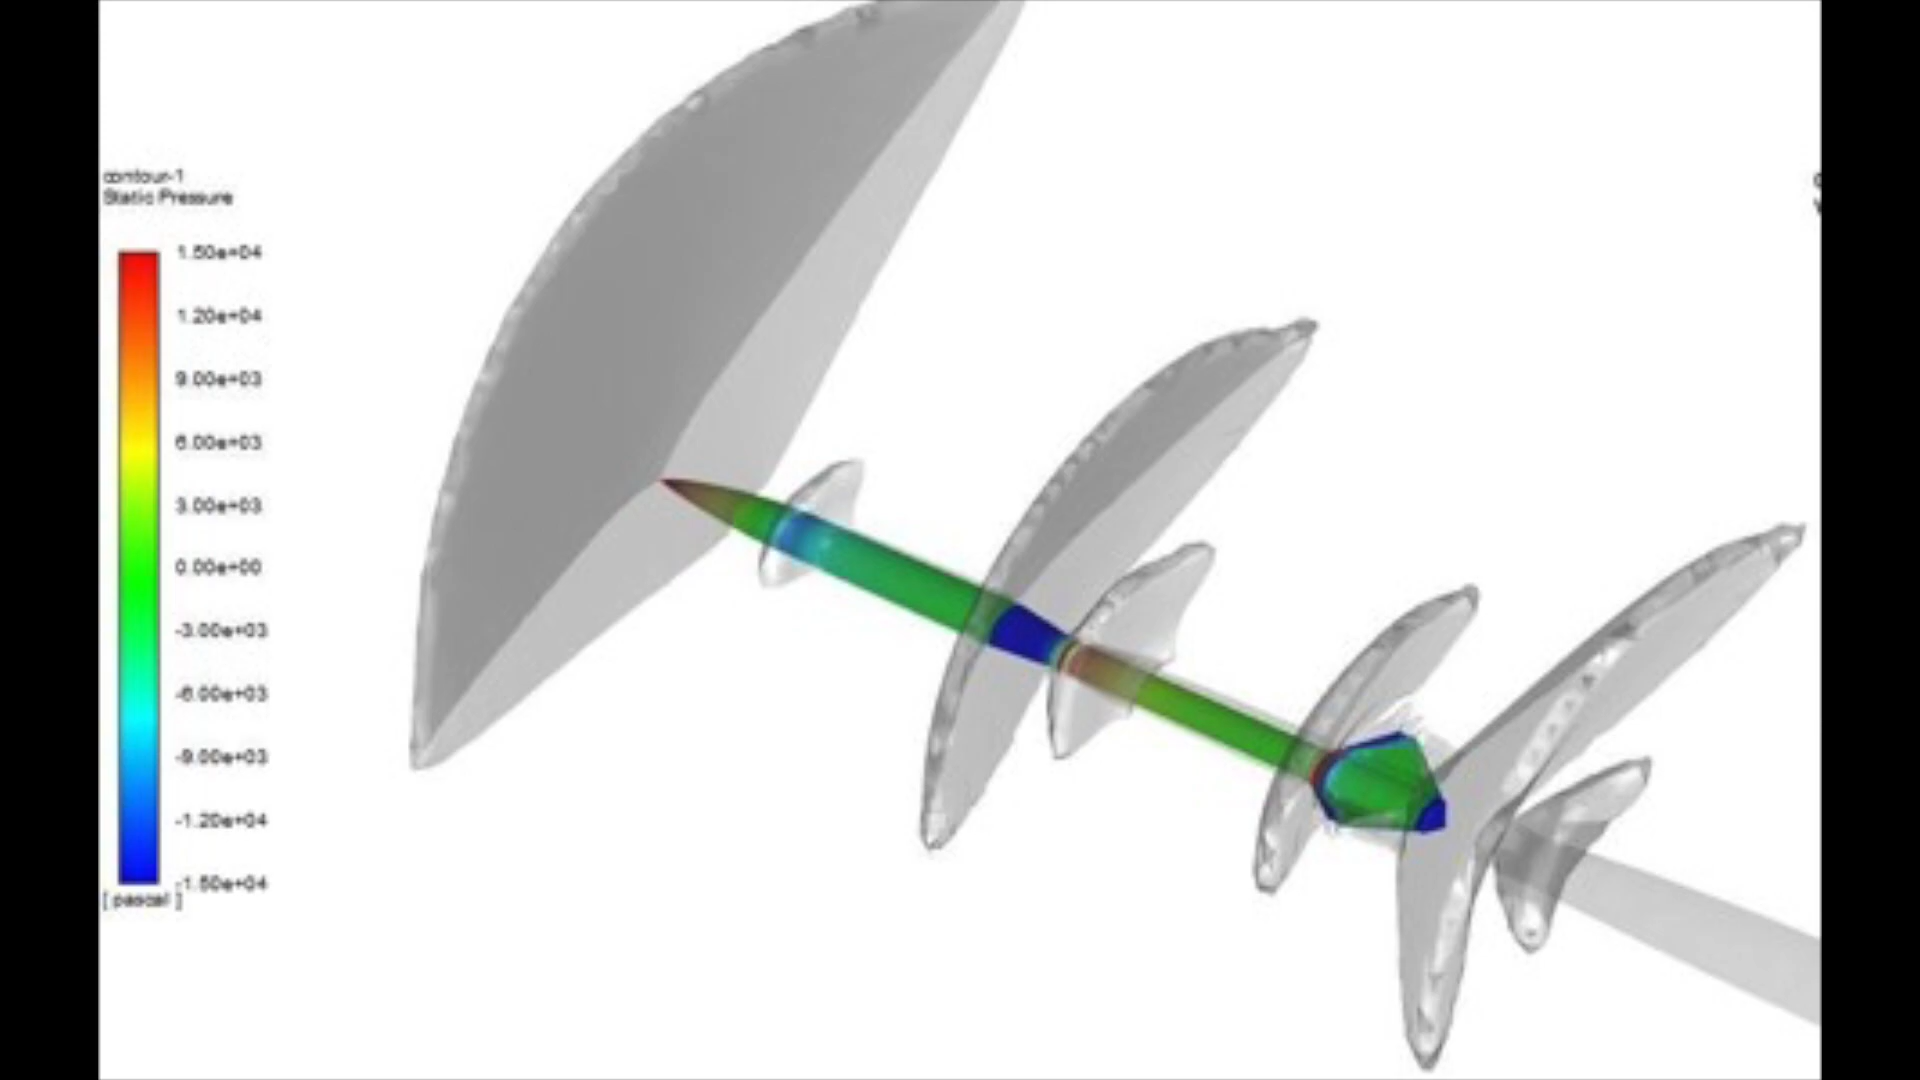 contour-1
Static Pressure
1.50e+04
1.20e+04
9.00e+03
6.00e+03
3.00e+03
0.00e+00
-3.00e+03
-6.00e+03
-9.00e+03
-1.20e+04
-1.50e+04
[ pascal ]